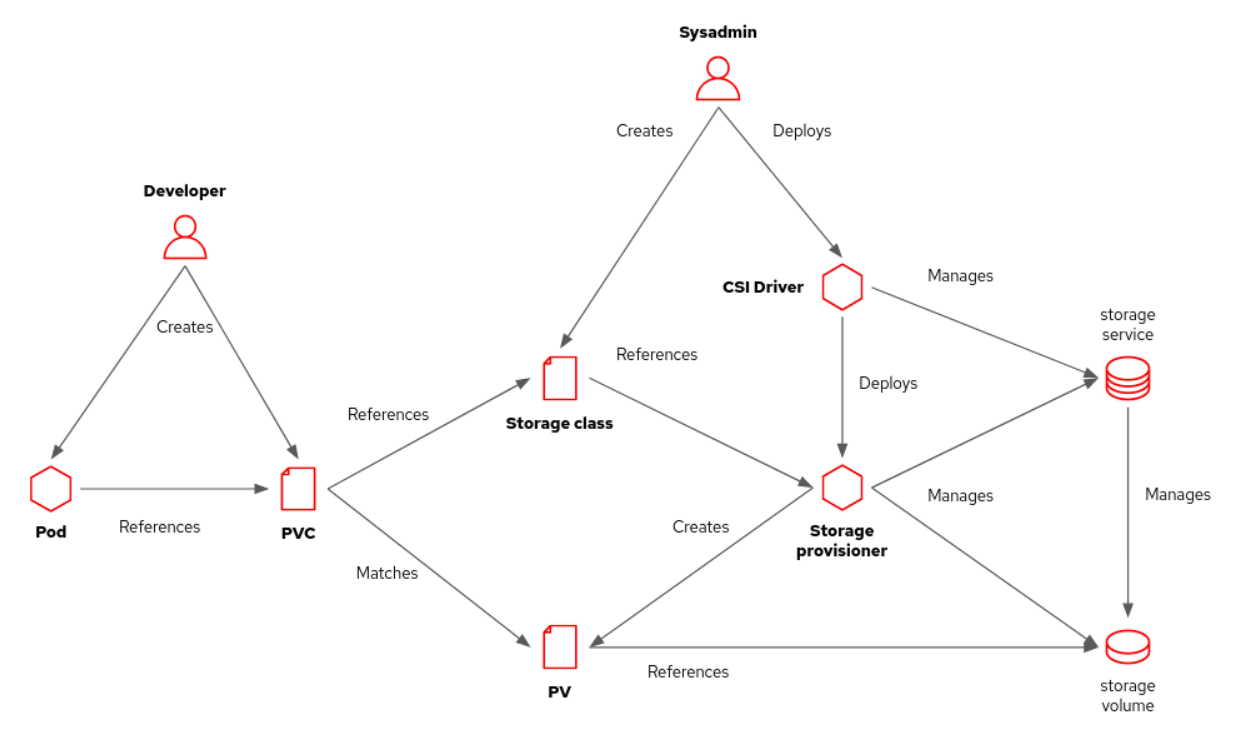 Sysadmin
Creates
Deploys
Developer
Creates
CSI Driver
Manages
storage
service
References
Deploys
References
Storage class
Manages
Manages
Pod
References
PVC
Creates
Storage
provisioner
Matches
References
PV
storage
volume